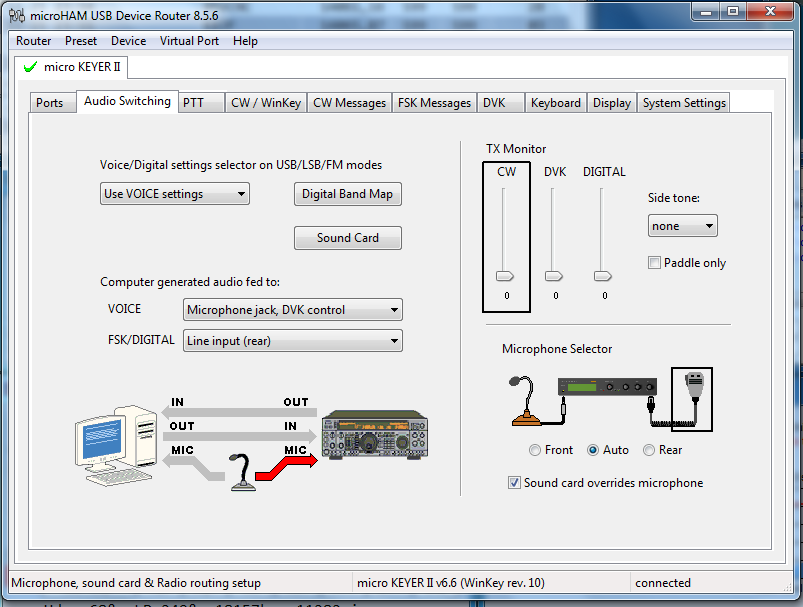 microHAM USB Device Router 8.5.6
Router Preset Device Virtual Port Help
micro KEYER II
Ports Audio Switching PTT CW / WinKey CW Messages FSK Messages DVK Keyboard Display System Settings
Voice/Digital settings selector on USB/LSB/FM modes
Use VOICE settings
Digital Band Map
Sound Card
Computer generated audio fed to:
VOICE
Microphone jack, DVK control
FSK/DIGITAL
Line input (rear)
IN OUT
OUT IN
MIC MIC
TX Monitor
CW DVK DIGITAL
0 0 0
Side tone:
none
Paddle only
Microphone Selector
Front Auto Rear
Sound card overrides microphone
Microphone, sound card & Radio routing setup
micro KEYER II v6.6 (WinKey rev. 10)
connected